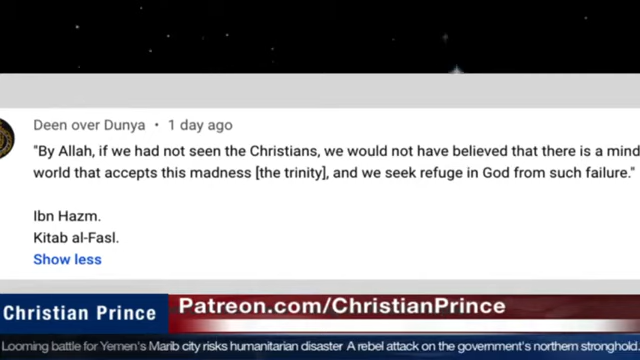 Deen over Dunya • 1 day ago
"By Allah, if we had not seen the Christians, we would not have believed that there is a mind
world that accepts this madness [the trinity], and we seek refuge in God from such failure."
Ibn Hazm.
Kitab al-Fasl.
Show less
Christian Prince
Patreon.com/ChristianPrince
Looming battle for Yemen's Marib city risks humanitarian disaster A rebel attack on the government's northern stronghold.